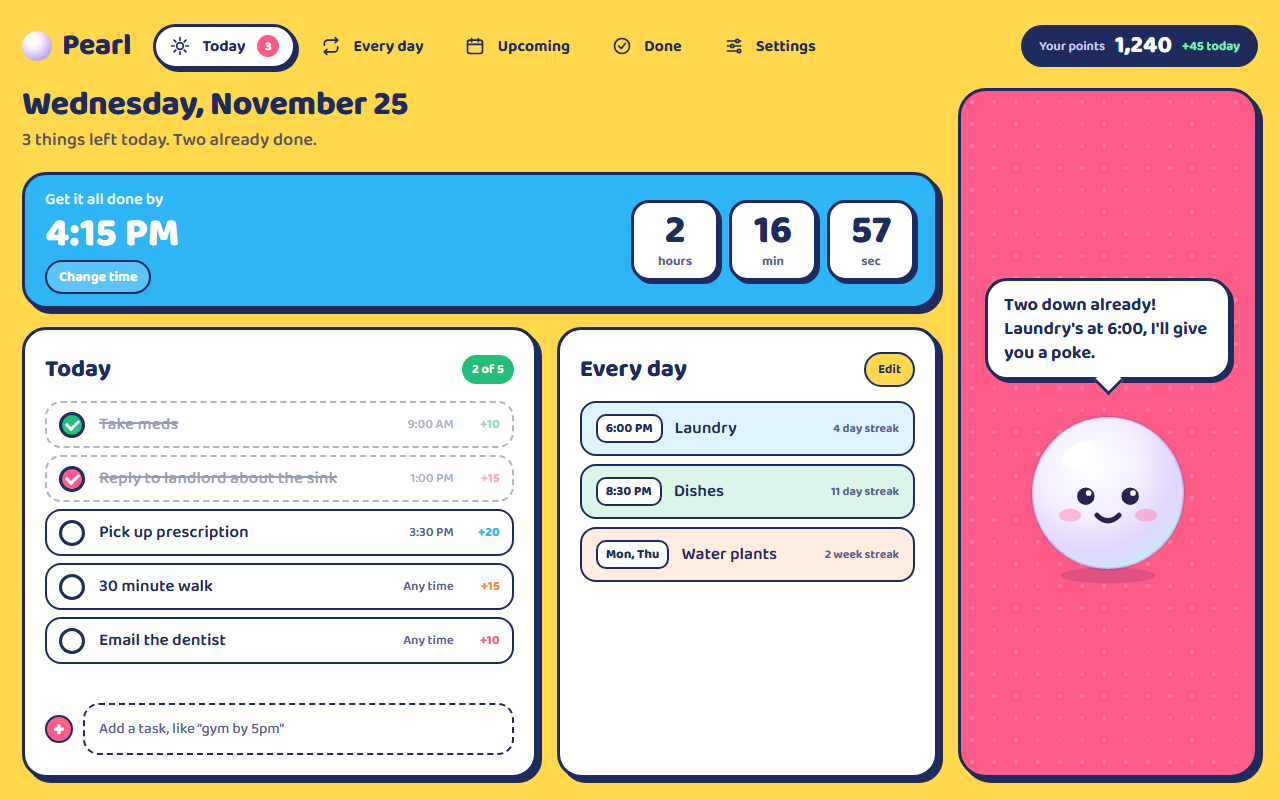 Pearl
Today 3
Every day
Upcoming
Done
Settings
Your points 1,240 +45 today
Wednesday, November 25
3 things left today. Two already done.
Get it all done by
4:15 PM
Change time
2 hours
16 min
57 sec
Today
2 of 5
Take meds 9:00 AM +10
Reply to landlord about the sink 1:00 PM +15
Pick up prescription 3:30 PM +20
30 minute walk Any time +15
Email the dentist Any time +10
Add a task, like “gym by 5pm”
Every day
Edit
6:00 PM Laundry 4 day streak
8:30 PM Dishes 11 day streak
Mon, Thu Water plants 2 week streak
Two down already!
Laundry's at 6:00, I'll give
you a poke.